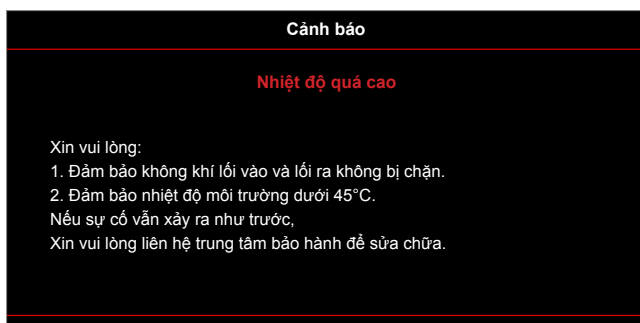 Cảnh báo
Nhiệt độ quá cao
Xin vui lòng:
1. Đảm bảo không khí lối vào và lối ra không bị chặn.
2. Đảm bảo nhiệt độ môi trường dưới 45°C.
Nếu sự cố vẫn xảy ra như trước,
Xin vui lòng liên hệ trung tâm bảo hành để sửa chữa.